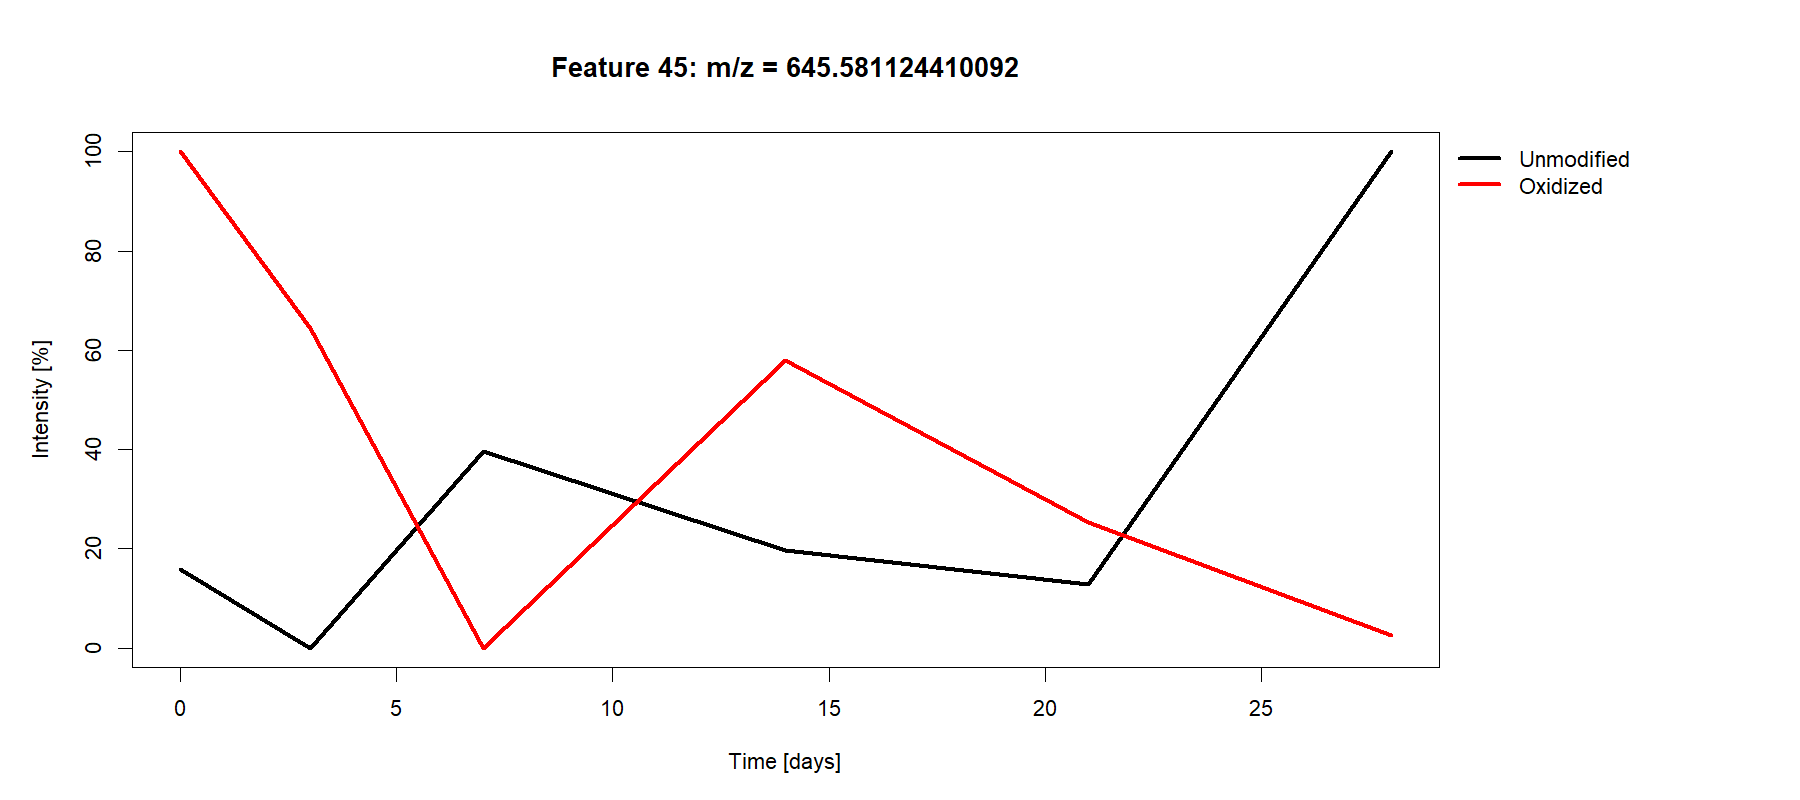 Feature 45: m/z = 645.581124410092
Unmodified
Oxidized
Intensity [%]
100
80
60
40
20
0
0 5 10 15 20 25
Time [days]